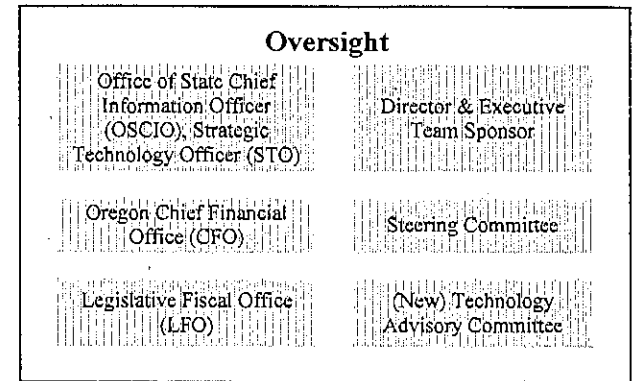 Oversight
Office of State Chief
Information Officer
(OSCIO), Strategic
Technology Officer (STO)
Director & Executive
Team Sponsor
Oregon Chief Financial
Office (CFO)
Steering Committee
Legislative Fiscal Office
(LFO)
(New) Technology
Advisory Committee